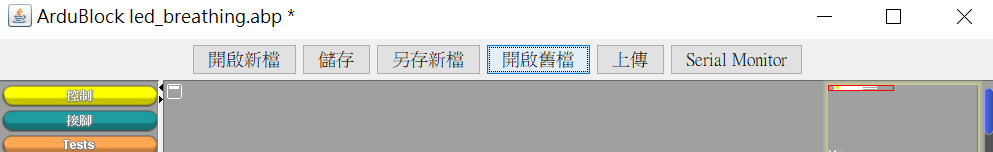 ArduBlock led_breathing.abp *
開啟新檔 儲存 另存新檔 開啟舊檔 上傳 Serial Monitor
控制
接腳
Tests